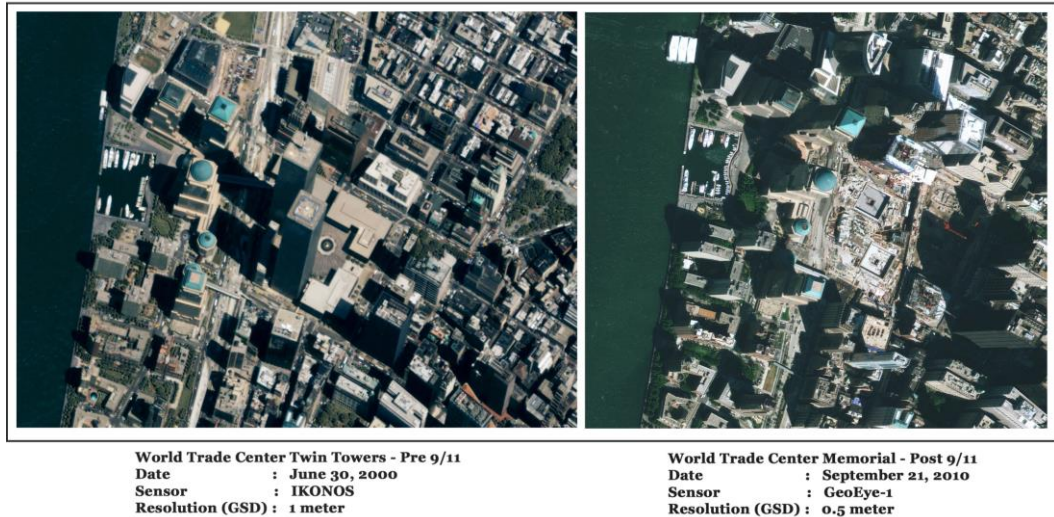 World Trade Center Twin Towers - Pre 9/11
Date : June 30, 2000
Sensor : IKONOS
Resolution (GSD) : 1 meter
World Trade Center Memorial - Post 9/11
Date : September 21, 2010
Sensor : GeoEye-1
Resolution (GSD) : 0.5 meter